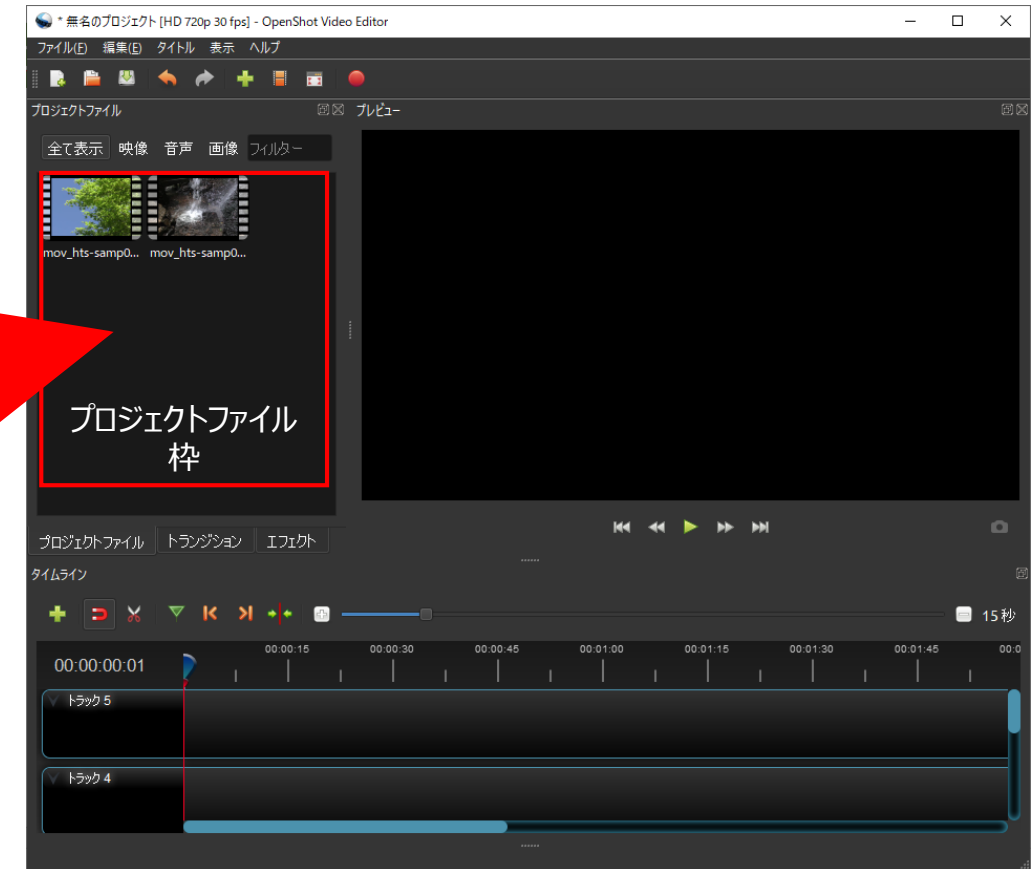 * 無名のプロジェクト [HD 720p 30 fps] - OpenShot Video Editor
ファイル(F) 編集(E) タイトル 表示 ヘルプ
プロジェクトファイル
プレビュー
全て表示 映像 音声 画像 フィルター
mov_hts-samp0... mov_hts-samp0...
プロジェクトファイル
枠
プロジェクトファイル トランジション エフェクト
タイムライン
15 秒
00:00:00:01
00:00:15 00:00:30 00:00:45 00:01:00 00:01:15 00:01:30 00:01:45 00:0
トラック 5
トラック 4